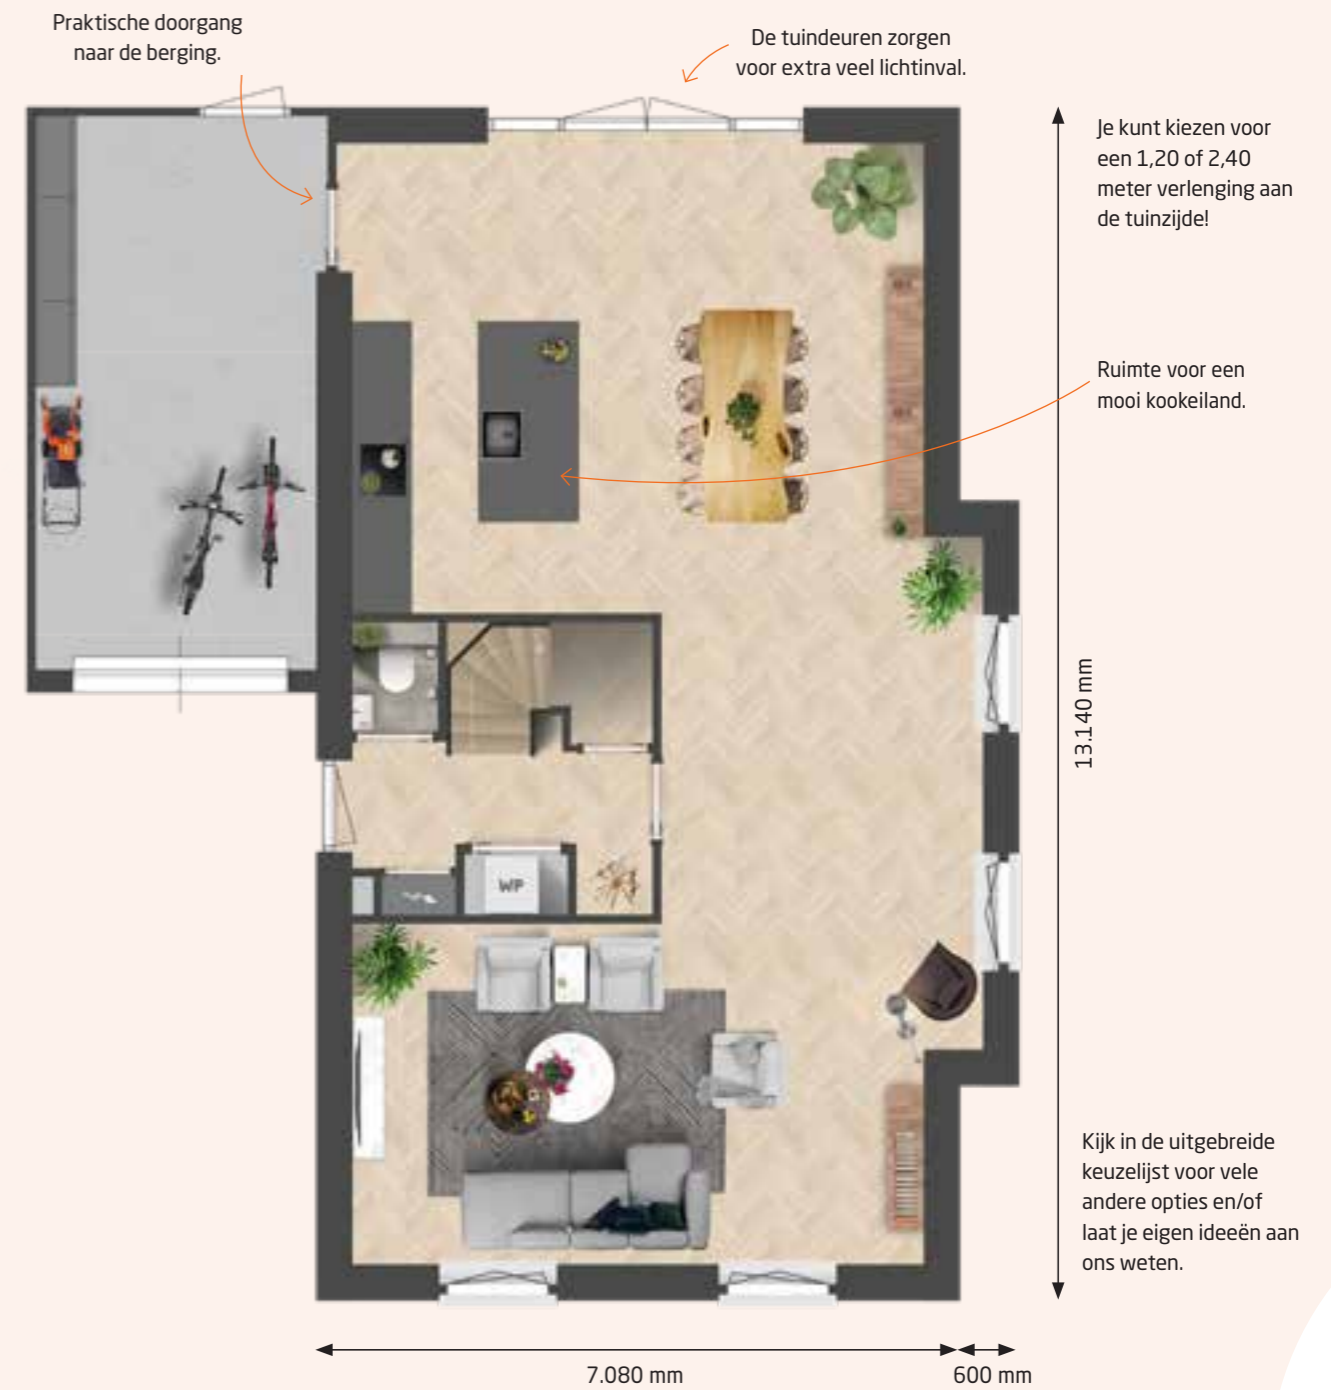 Praktische doorgang
naar de berging.
De tuindeuren zorgen
voor extra veel lichtinval.
Je kunt kiezen voor
een 1,20 of 2,40
meter verlenging aan
de tuinzijde!
Ruimte voor een
mooi kookeiland.
13.140 mm
WP
Kijk in de uitgebreide
keuzelijst voor vele
andere opties en/of
laat je eigen ideeën aan
ons weten.
7.080 mm
600 mm